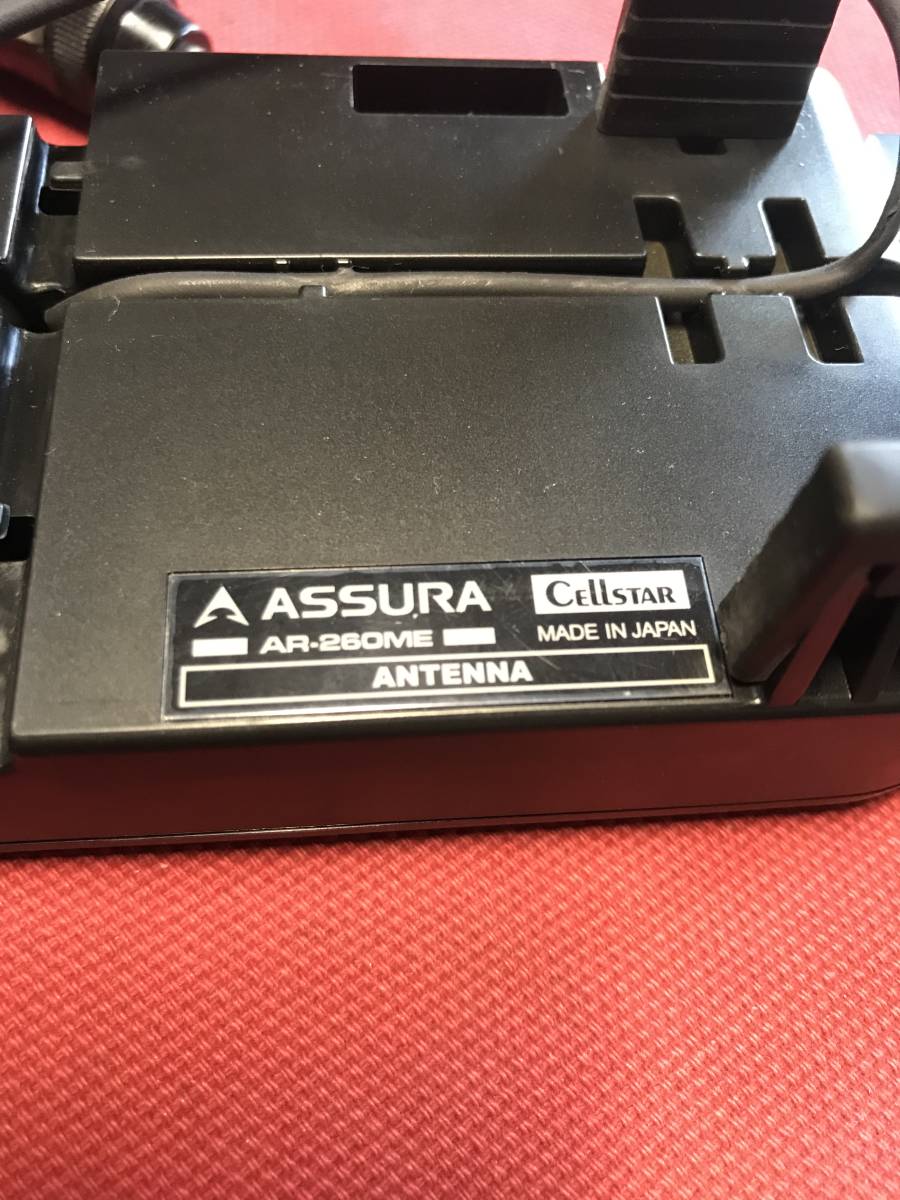 ASSURA CELLSTAR
AR-260ME MADE IN JAPAN
ANTENNA